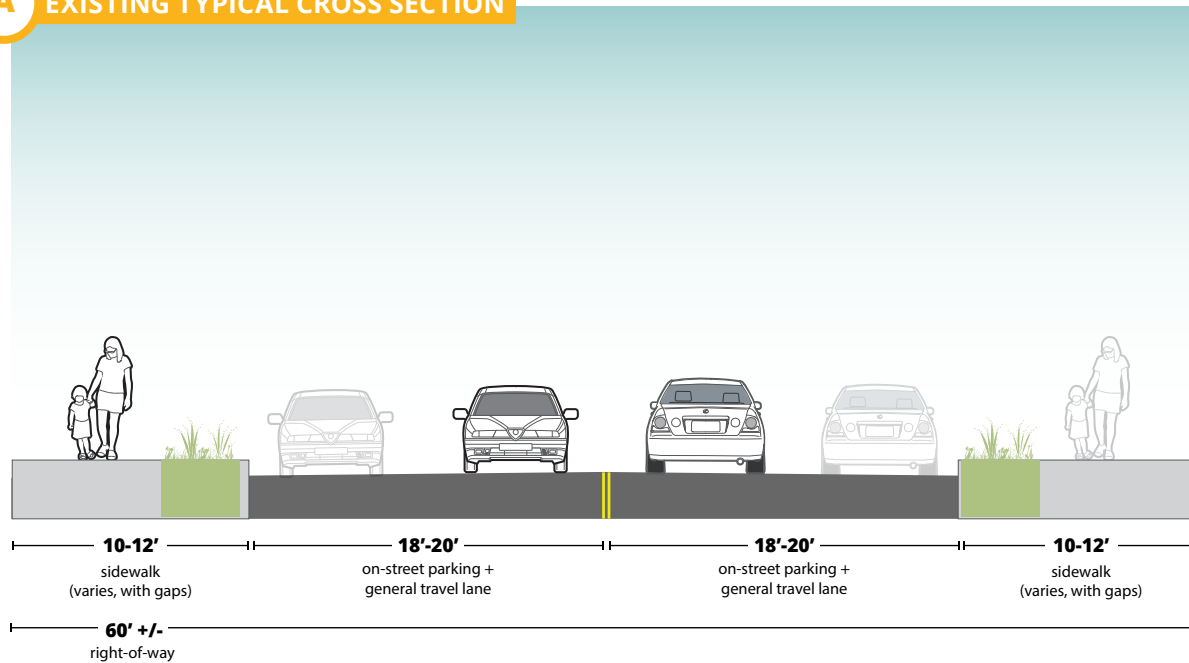 A EXISTING TYPICAL CROSS SECTION
10-12’
18’-20’
18’-20’
10-12’
sidewalk
(varies, with gaps)
on-street parking +
general travel lane
on-street parking +
general travel lane
sidewalk
(varies, with gaps)
60’ +/-
right-of-way